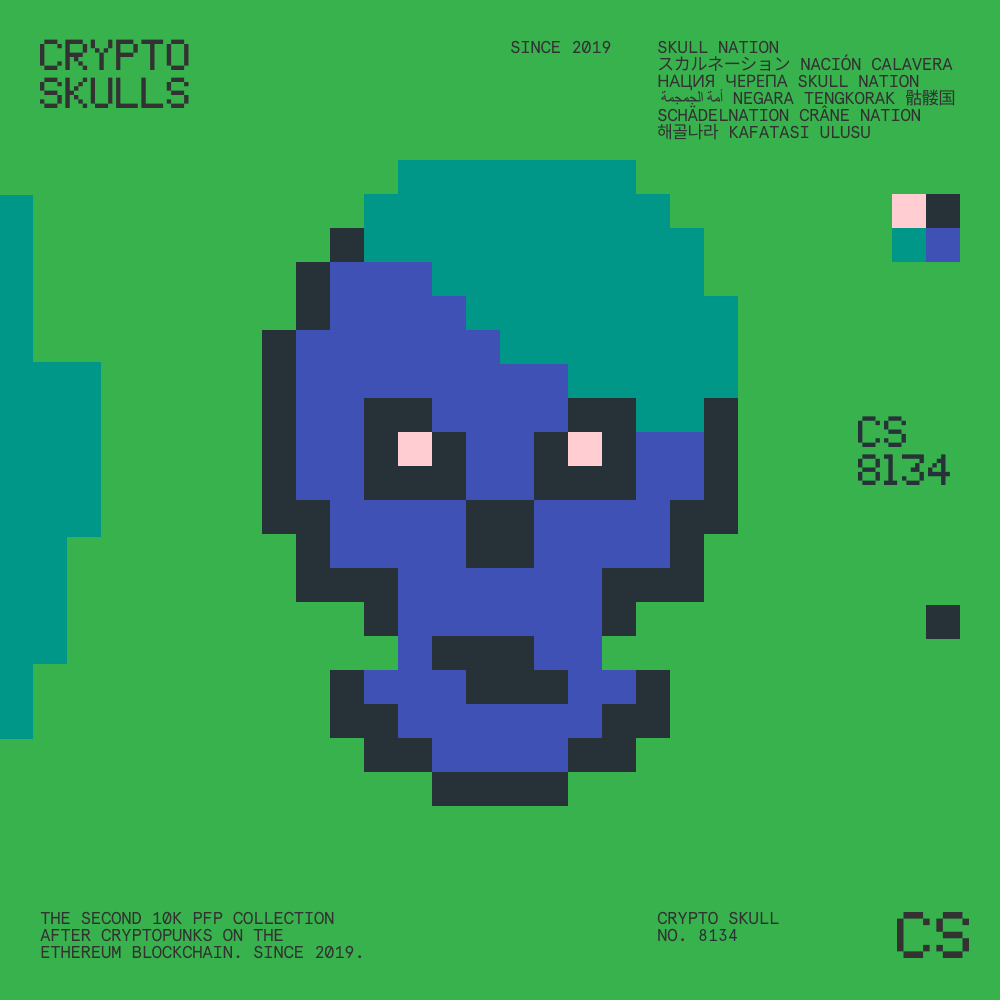 CRYPTO
SKULLS
SINCE 2019
SKULL NATION
スカルネーション NACIÓN CALAVERA
НАЦИЯ ЧЕРЕПА SKULL NATION
أمة الجمجمة NEGARA TENGKORAK 骷髅国
SCHÄDELNATION CRÂNE NATION
해골나라 KAFATASI ULUSU
CS
8134
THE SECOND 10K PFP COLLECTION
AFTER CRYPTOPUNKS ON THE
ETHEREUM BLOCKCHAIN. SINCE 2019.
CRYPTO SKULL
NO. 8134
CS